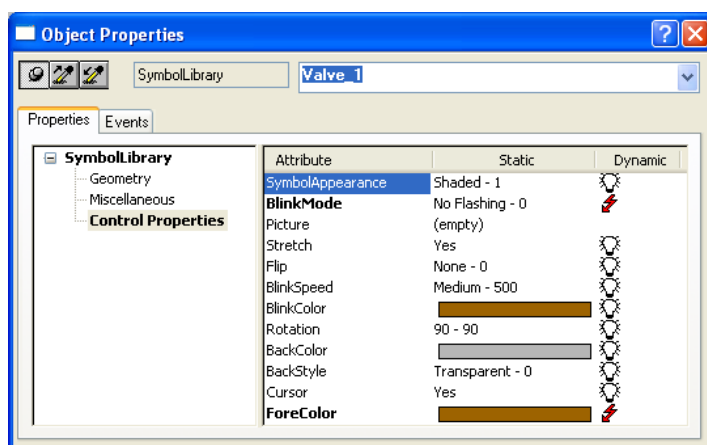 Object Properties
SymbolLibrary Valve_1
Properties Events
SymbolLibrary
Geometry
Miscellaneous
Control Properties
Attribute Static Dynamic
SymbolAppearance Shaded - 1
BlinkMode No Flashing - 0
Picture (empty)
Stretch Yes
Flip None - 0
BlinkSpeed Medium - 500
BlinkColor
Rotation 90 - 90
BackColor
BackStyle Transparent - 0
Cursor Yes
ForeColor